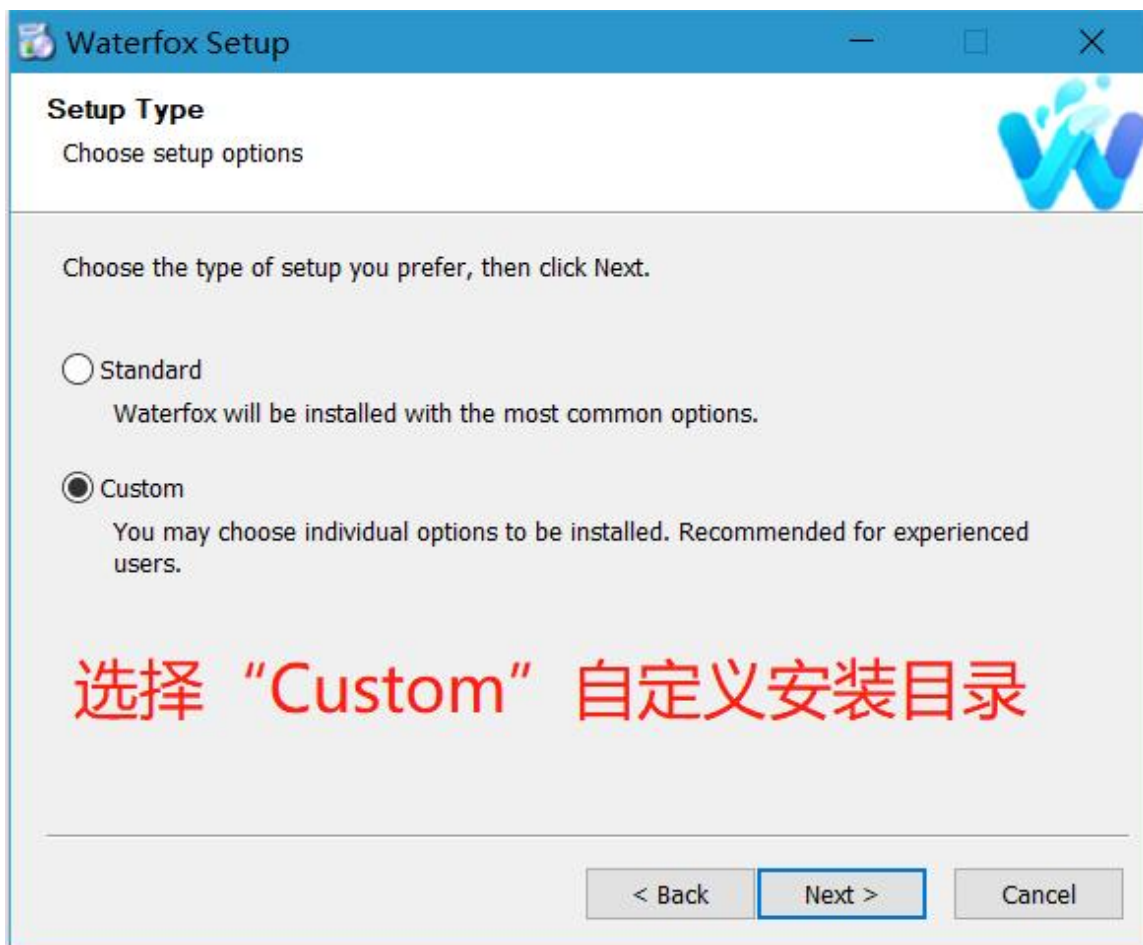 Waterfox Setup
Setup Type
Choose setup options
Choose the type of setup you prefer, then click Next.
Standard
Waterfox will be installed with the most common options.
Custom
You may choose individual options to be installed. Recommended for experienced
users.
选择“Custom”自定义安装目录
< Back Next > Cancel